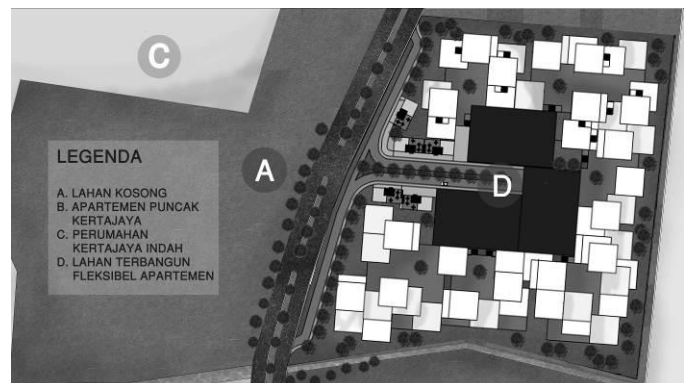 C
LEGENDA
A
D
A. LAHAN KOSONG
B. APARTEMEN PUNCAK
KERTAJAYA
C. PERUMAHAN
KERTAJAYA INDAH
D. LAHAN TERBANGUN
FLEKSIBEL APARTEMEN